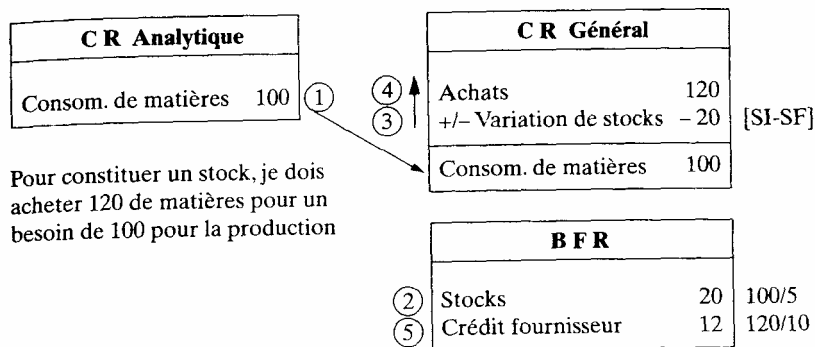 C R Analytique
Consom. de matières 100 ①
Pour constituer un stock, je dois
acheter 120 de matières pour un
besoin de 100 pour la production
C R Général
④ Achats 120
③ +/– Variation de stocks – 20 [SI-SF]
Consom. de matières 100
B F R
② Stocks 20 100/5
⑤ Crédit fournisseur 12 120/10